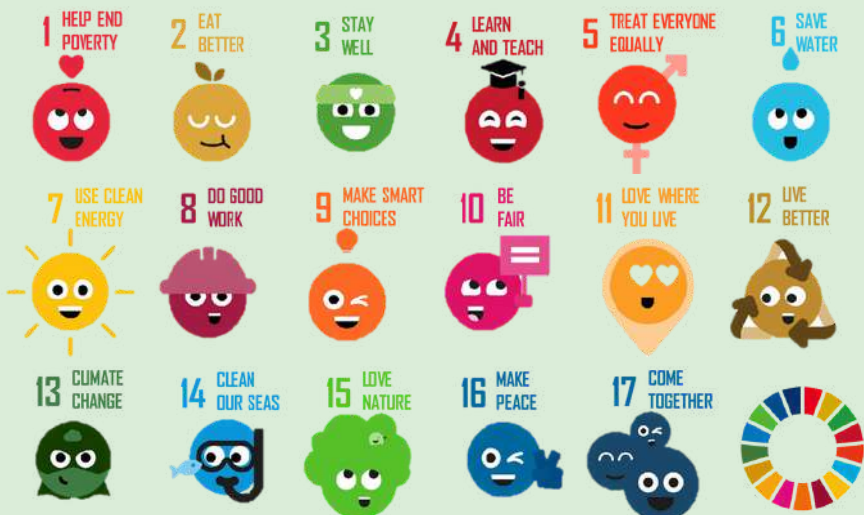 1 HELP END
POVERTY
2 EAT
BETTER
3 STAY
WELL
4 LEARN
AND TEACH
5 TREAT EVERYONE
EQUALLY
6 SAVE
WATER
7 USE CLEAN
ENERGY
8 DO GOOD
WORK
9 MAKE SMART
CHOICES
10 BE
FAIR
11 LOVE WHERE
YOU LIVE
12 LIVE
BETTER
13 CLIMATE
CHANGE
14 CLEAN
OUR SEAS
15 LOVE
NATURE
16 MAKE
PEACE
17 COME
TOGETHER